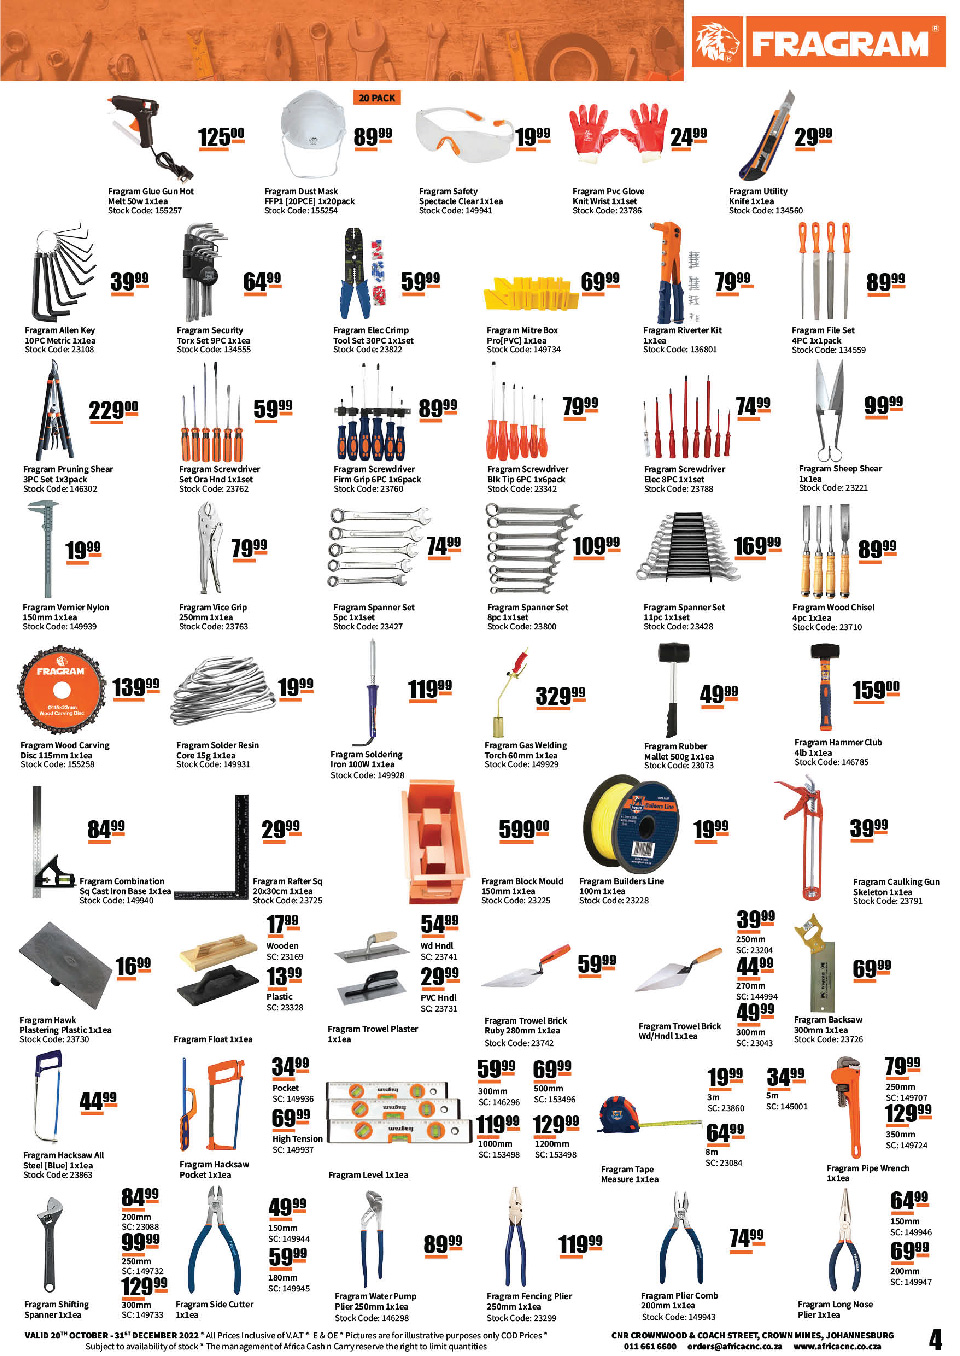 FRAGRAM®
20 PACK
125 00
Fragram Glue Gun Hot
Melt 50w 1x1ea
Stock Code: 155257
89 99
Fragram Dust Mask
FFP1 [20PCE] 1x20pack
Stock Code: 155254
19 99
Fragram Safety
Spectacle Clear 1x1ea
Stock Code: 149941
24 99
Fragram Pvc Glove
Knit Wrist 1x1set
Stock Code: 23786
29 99
Fragram Utility
Knife 1x1ea
Stock Code: 134560
39 99
Fragram Allen Key
10PC Metric 1x1ea
Stock Code: 23108
64 99
Fragram Security
Torx Set 9PC 1x1ea
Stock Code: 134555
59 99
Fragram Elec Crimp
Tool Set 30PC 1x1set
Stock Code: 23822
69 99
Fragram Mitre Box
Pro[PVC] 1x1ea
Stock Code: 149734
79 99
Fragram Riverter Kit
1x1ea
Stock Code: 136801
89 99
Fragram File Set
4PC 1x1pack
Stock Code: 134559
229 00
Fragram Pruning Shear
3PC Set 1x3pack
Stock Code: 146302
59 99
Fragram Screwdriver
Set Ora Hnd 1x1set
Stock Code: 23762
89 99
Fragram Screwdriver
Firm Grip 6PC 1x6pack
Stock Code: 23760
79 99
Fragram Screwdriver
Blk Tip 6PC 1x6pack
Stock Code: 23342
74 99
Fragram Screwdriver
Elec 8PC 1x1set
Stock Code: 23788
99 99
Fragram Sheep Shear
1x1ea
Stock Code: 23221
19 99
Fragram Vernier Nylon
150mm 1x1ea
Stock Code: 149939
79 99
Fragram Vice Grip
250mm 1x1ea
Stock Code: 23763
74 99
Fragram Spanner Set
5pc 1x1set
Stock Code: 23427
109 99
Fragram Spanner Set
8pc 1x1set
Stock Code: 23800
169 99
Fragram Spanner Set
11pc 1x1set
Stock Code: 23428
89 99
Fragram Wood Chisel
4pc 1x1ea
Stock Code: 23710
FRAGRAM
Wood Carving Disc
139 99
Fragram Wood Carving
Disc 115mm 1x1ea
Stock Code: 155258
19 99
Fragram Solder Resin
Core 15g 1x1ea
Stock Code: 149931
119 99
Fragram Soldering
Iron 100W 1x1ea
Stock Code: 149928
329 99
Fragram Gas Welding
Torch 60mm 1x1ea
Stock Code: 149929
49 99
Fragram Rubber
Mallet 500g 1x1ea
Stock Code: 23073
159 00
Fragram Hammer Club
4lb 1x1ea
Stock Code: 146785
84 99
Fragram Combination
Sq Cast Iron Base 1x1ea
Stock Code: 149940
29 99
Fragram Rafter Sq
20x30cm 1x1ea
Stock Code: 23725
599 00
Fragram Block Mould
150mm 1x1ea
Stock Code: 23225
Builders Line
19 99
Fragram Builders Line
100m 1x1ea
Stock Code: 23228
39 99
Fragram Caulking Gun
Skeleton 1x1ea
Stock Code: 23791
16 99
Fragram Hawk
Plastering Plastic 1x1ea
Stock Code: 23730
17 99
Wooden
SC: 23169
13 99
Plastic
SC: 23328
Fragram Float 1x1ea
54 99
Wd Hndl
SC: 23741
29 99
PVC Hndl
SC: 23731
Fragram Trowel Plaster
1x1ea
59 99
Fragram Trowel Brick
Ruby 280mm 1x1ea
Stock Code: 23742
39 99
250mm
SC: 23204
44 99
270mm
SC: 144994
49 99
300mm
SC: 23043
Fragram Trowel Brick
Wd/Hndl 1x1ea
69 99
Fragram Backsaw
300mm 1x1ea
Stock Code: 23726
44 99
Fragram Hacksaw All
Steel [Blue] 1x1ea
Stock Code: 23863
34 99
Pocket
SC: 149936
69 99
High Tension
SC: 149937
Fragram Hacksaw
Pocket 1x1ea
fragram
fragram
fragram
59 99
300mm
SC: 146296
69 99
500mm
SC: 153496
119 99
1000mm
SC: 153498
129 99
1200mm
SC: 153498
Fragram Level 1x1ea
19 99
3m
SC: 23860
34 99
5m
SC: 145001
64 99
8m
SC: 23084
Fragram Tape
Measure 1x1ea
79 99
250mm
SC: 149707
129 99
350mm
SC: 149724
Fragram Pipe Wrench
1x1ea
84 99
200mm
SC: 23088
99 99
250mm
SC: 149732
129 99
300mm
SC: 149733
Fragram Shifting
Spanner 1x1ea
49 99
150mm
SC: 149944
59 99
180mm
SC: 149945
Fragram Side Cutter
1x1ea
89 99
Fragram Water Pump
Plier 250mm 1x1ea
Stock Code: 146298
119 99
Fragram Fencing Plier
250mm 1x1ea
Stock Code: 23299
74 99
Fragram Plier Comb
200mm 1x1ea
Stock Code: 149943
64 99
150mm
SC: 149946
69 99
200mm
SC: 149947
Fragram Long Nose
Plier 1x1ea
VALID 20TH OCTOBER - 31ST DECEMBER 2022 * All Prices Inclusive of V.A.T * E & OE * Pictures are for illustrative purposes only COD Prices *
Subject to availability of stock * The management of Africa Cash n Carry reserve the right to limit quantities
CNR CROWNWOOD & COACH STREET, CROWN MINES, JOHANNESBURG
011 661 6600 orders@africacnc.co.za www.africacnc.co.za
4